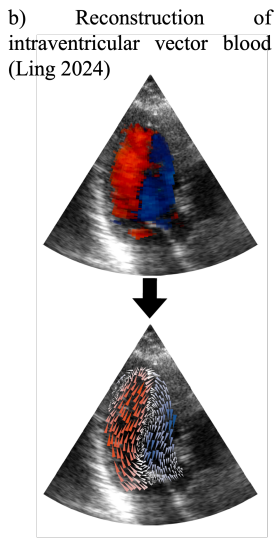 b) Reconstruction of
intraventricular vector blood
(Ling 2024)